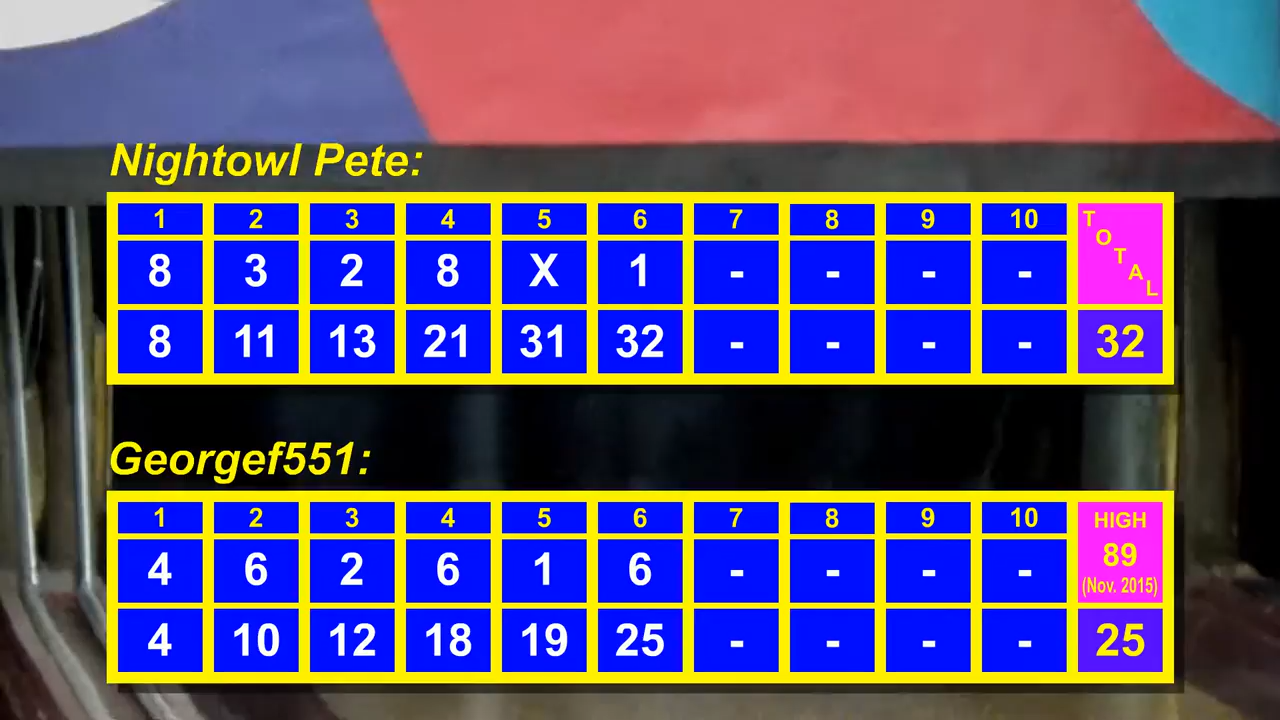 Nightowl Pete:
1 2 3 4 5 6 7 8 9 10 TOTAL
8 3 2 8 X 1 - - - -
8 11 13 21 31 32 - - - - 32
Georgef551:
1 2 3 4 5 6 7 8 9 10 HIGH
4 6 2 6 1 6 - - - - 89
(Nov. 2015)
4 10 12 18 19 25 - - - - 25